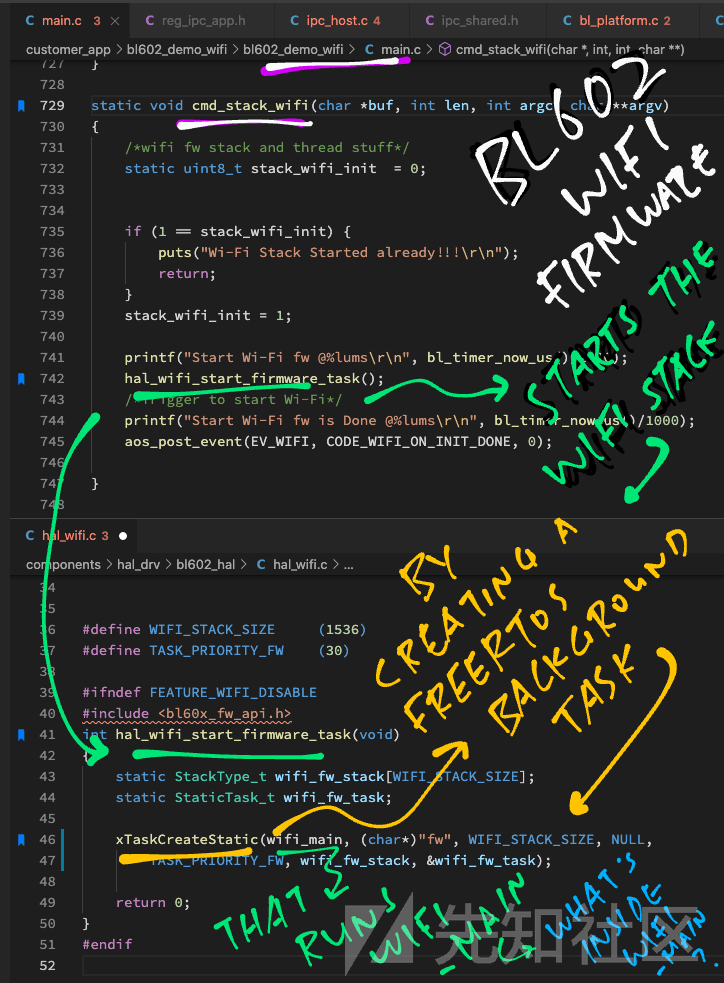 main.c 3 × reg_ipc_app.h ipc_host.c 4 ipc_shared.h bl_platform.c 2
customer_app > bl602_demo_wifi > bl602_demo_wifi > C main.c > cmd_stack_wifi(char *, int, int, char **)
727 }
728
729 static void cmd_stack_wifi(char *buf, int len, int argc, char **argv)
730 {
731 /*wifi fw stack and thread stuff*/
732 static uint8_t stack_wifi_init = 0;
733
734
735 if (1 == stack_wifi_init) {
736 puts("Wi-Fi Stack Started already!!!\r\n");
737 return;
738 }
739 stack_wifi_init = 1;
740
741 printf("Start Wi-Fi fw @%lums\r\n", bl_timer_now_us()
742 hal_wifi_start_firmware_task();
743 /*Trigger to start Wi-Fi*/
744 printf("Start Wi-Fi fw is Done @%lums\r\n", bl_timer_now_us()/1000);
745 aos_post_event(EV_WIFI, CODE_WIFI_ON_INIT_DONE, 0);
746
747 }
748
BL602
WIFI
FIRMWARE
STARTS THE
WIFI STACK
C hal_wifi.c 3
components > hal_drv > bl602_hal > C hal_wifi.c > ...
34
35
36 #define WIFI_STACK_SIZE (1536)
37 #define TASK_PRIORITY_FW (30)
38
39 #ifndef FEATURE_WIFI_DISABLE
40 #include <bl60x_fw_api.h>
41 int hal_wifi_start_firmware_task(void)
42 {
43 static StackType_t wifi_fw_stack[WIFI_STACK_SIZE];
44 static StaticTask_t wifi_fw_task;
45
46 xTaskCreateStatic(wifi_main, (char*)"fw", WIFI_STACK_SIZE, NULL,
47 TASK_PRIORITY_FW, wifi_fw_stack, &wifi_fw_task);
48
49 return 0;
50 }
51 #endif
52
BY
CREATING A
FREERTOS
BACKGROUND
TASK
THAT
RUNS
WIFI_MAIN
WHAT'S
INSIDE
WIFI_MAIN?
先知社区